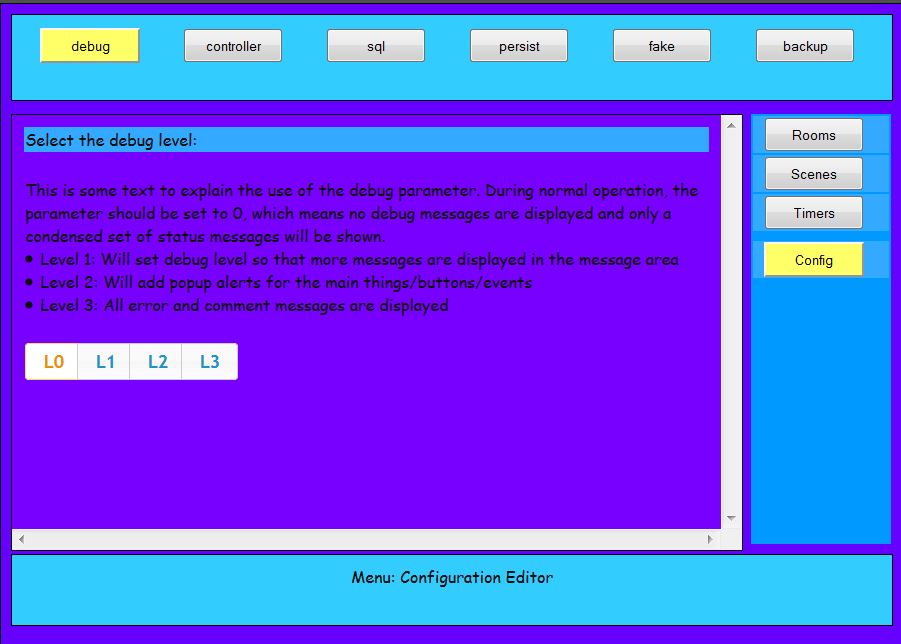 debug controller sql persist fake backup
Select the debug level:
This is some text to explain the use of the debug parameter. During normal operation, the
parameter should be set to 0, which means no debug messages are displayed and only a
condensed set of status messages will be shown.
• Level 1: Will set debug level so that more messages are displayed in the message area
• Level 2: Will add popup alerts for the main things/buttons/events
• Level 3: All error and comment messages are displayed
L0 L1 L2 L3
Rooms
Scenes
Timers
Config
Menu: Configuration Editor